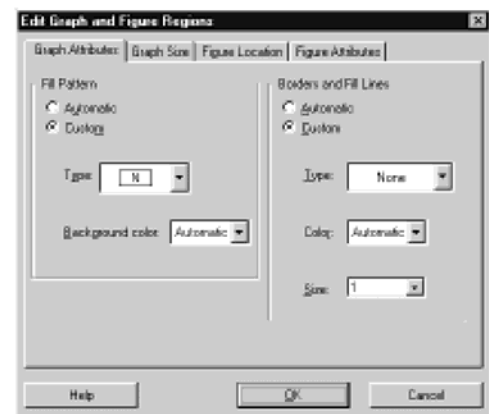 Edit Graph and Figure Regions
Graph Attributes
Graph Size
Figure Location
Figure Attributes
Fill Pattern
Automatic
Custom
Type:
N
Background color:
Automatic
Borders and Fill Lines
Automatic
Custom
Type:
None
Color:
Automatic
Size:
1
Help
OK
Cancel